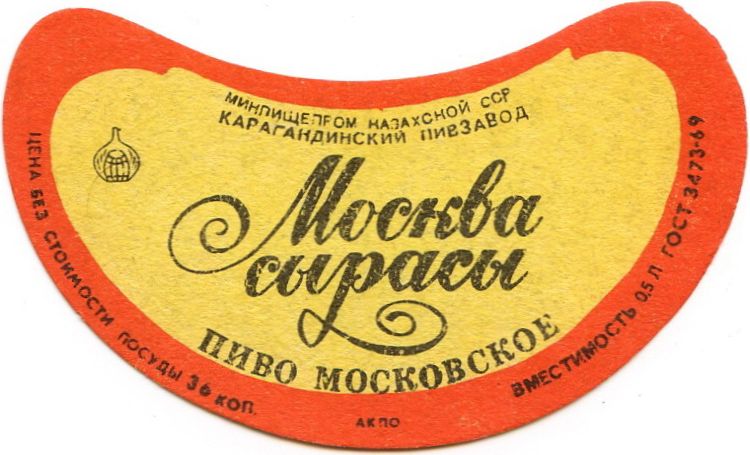 МИНПИЩЕПРОМ КАЗАХСКОЙ ССР
КАРАГАНДИНСКИЙ ПИВЗАВОД
Москва
сырасы
ПИВО МОСКОВСКОЕ
ЦЕНА БЕЗ СТОИМОСТИ ПОСУДЫ 36 КОП.
АКПО
ВМЕСТИМОСТЬ 0,5 Л ГОСТ 3473-69